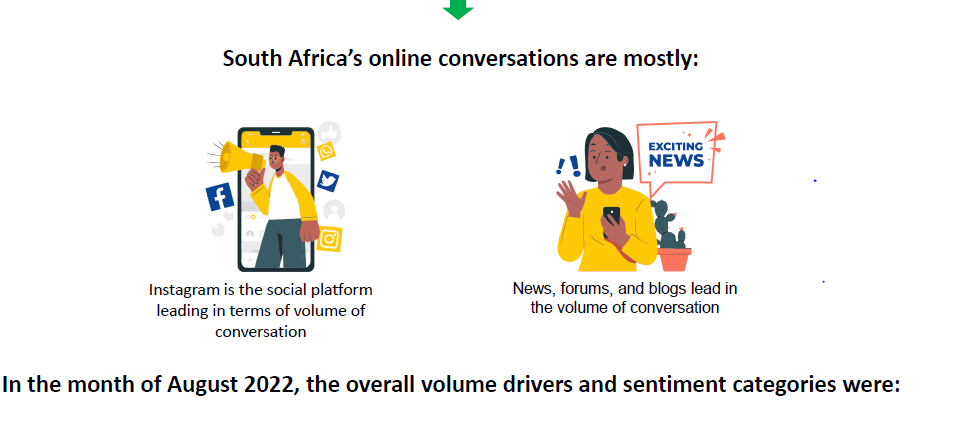 South Africa’s online conversations are mostly:
EXCITING
NEWS
Instagram is the social platform
leading in terms of volume of
conversation
News, forums, and blogs lead in
the volume of conversation
In the month of August 2022, the overall volume drivers and sentiment categories were: